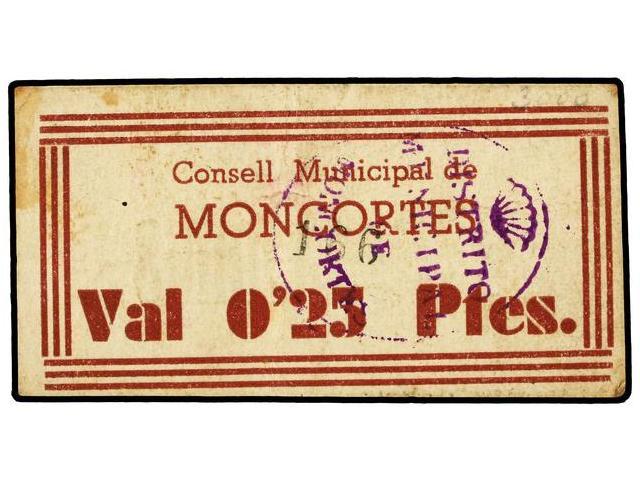 Consell Municipal de
MONCORTES
Val 0'25 Ptes.